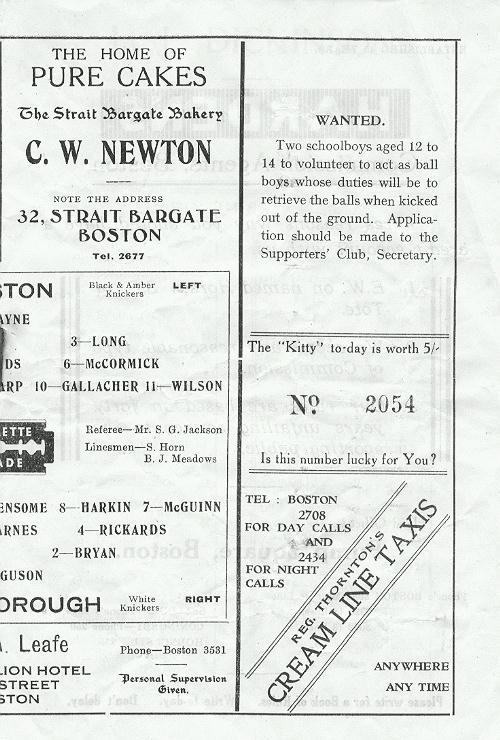 THE HOME OF
PURE CAKES
The Strait Bargate Bakery
C. W. NEWTON
NOTE THE ADDRESS
32, STRAIT BARGATE
BOSTON
Tel. 2677
STON
Black & Amber
Knickers
LEFT
AYNE
3—LONG
DS 6—McCORMICK
ARP 10—GALLACHER 11—WILSON
ETTE
ADE
Referee—Mr. S. G. Jackson
Linesmen—S. Horn
B. J. Meadows
ENSOME 8—HARKIN 7—McGUINN
ARNES 4—RICKARDS
2—BRYAN
GUSON
OROUGH
White
Knickers
RIGHT
. Leafe
Phone—Boston 3531
LION HOTEL
STREET
STON
Personal Supervision
Given.
WANTED.
Two schoolboys aged 12 to
14 to volunteer to act as ball
boys whose duties will be to
retrieve the balls when kicked
out of the ground. Applica-
tion should be made to the
Supporters' Club, Secretary.
The "Kitty" to-day is worth 5/-
No 2054
Is this number lucky for You?
TEL : BOSTON
2708
FOR DAY CALLS
AND
2434
FOR NIGHT
CALLS
REG. THORNTON'S
CREAM LINE TAXIS
ANYWHERE
ANY TIME